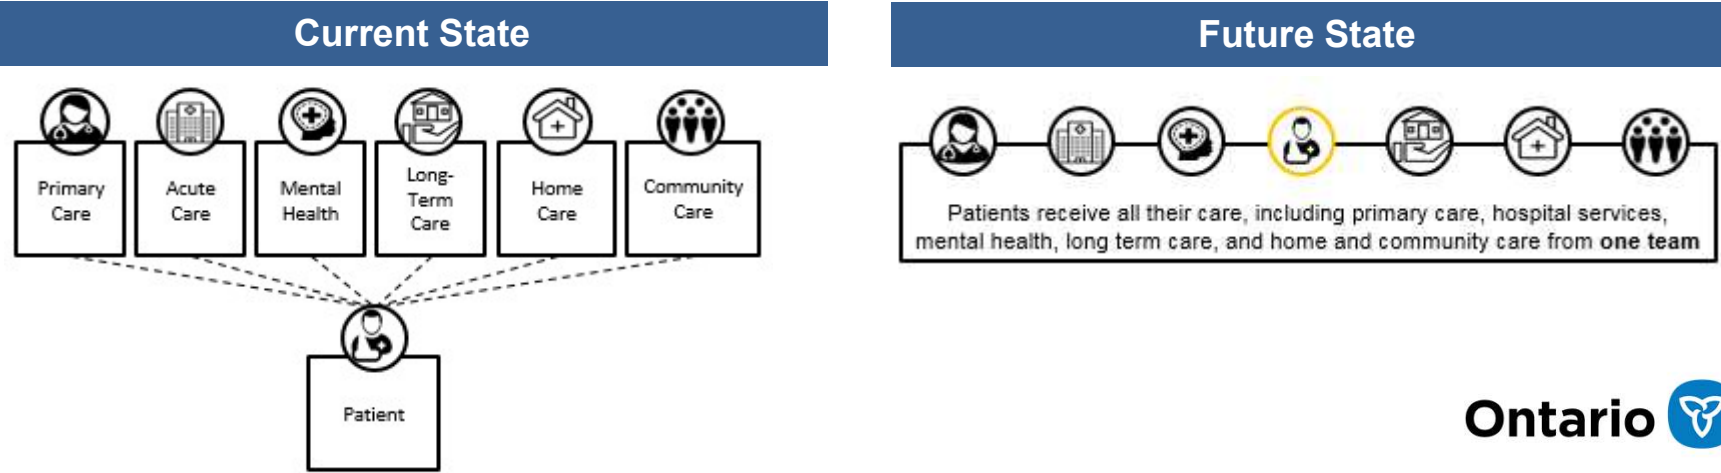 Current State
Primary
Care
Acute
Care
Mental
Health
Long-
Term
Care
Home
Care
Community
Care
Patient
Future State
Patients receive all their care, including primary care, hospital services,
mental health, long term care, and home and community care from one team
Ontario